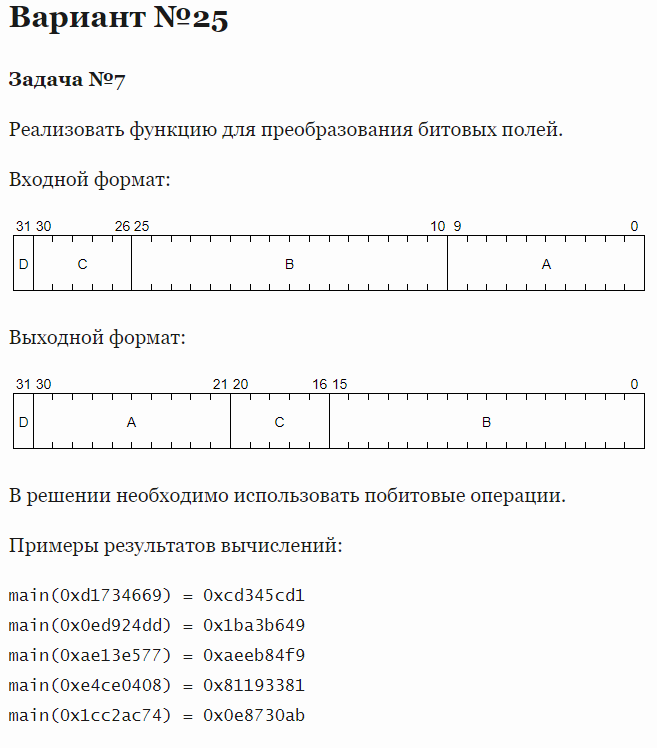 Вариант №25
Задача №7
Реализовать функцию для преобразования битовых полей.
Входной формат:
31 30 26 25 10 9 0
D C B A
Выходной формат:
31 30 21 20 16 15 0
D A C B
В решении необходимо использовать побитовые операции.
Примеры результатов вычислений:
main(0xd1734669) = 0xcd345cd1
main(0x0ed924dd) = 0x1ba3b649
main(0xae13e577) = 0xaeeb84f9
main(0xe4ce0408) = 0x81193381
main(0x1cc2ac74) = 0x0e8730ab